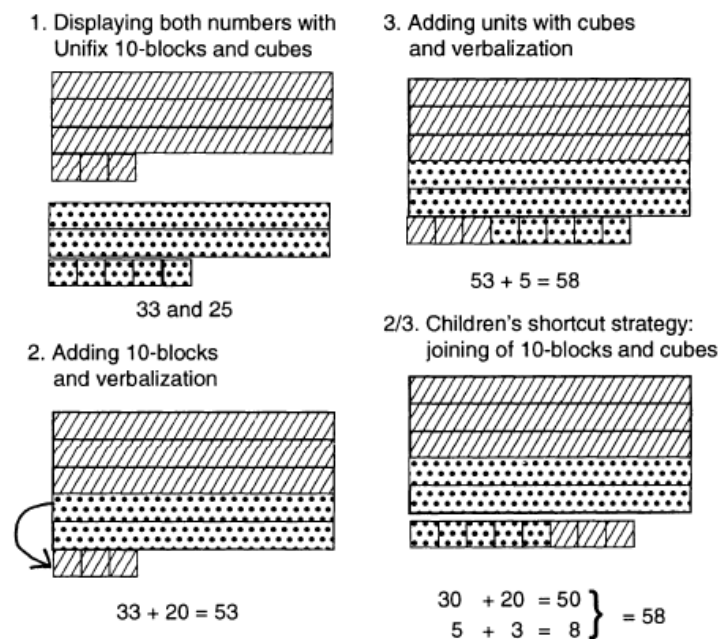 1. Displaying both numbers with
Unifix 10-blocks and cubes
33 and 25
2. Adding 10-blocks
and verbalization
33 + 20 = 53
3. Adding units with cubes
and verbalization
53 + 5 = 58
2/3. Children's shortcut strategy:
joining of 10-blocks and cubes
30 + 20 = 50
5 + 3 = 8
} = 58